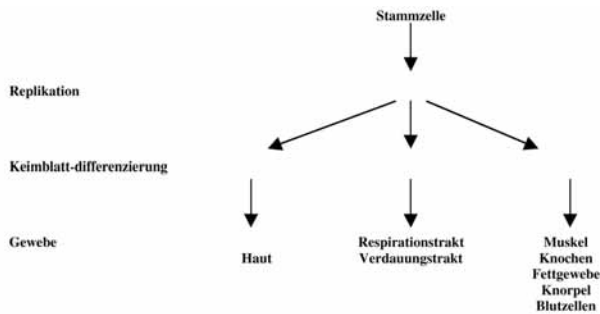 Stammzelle
Replikation
Keimblatt-differenzierung
Gewebe
Haut
Respirationstrakt
Verdauungstrakt
Muskel
Knochen
Fettgewebe
Knorpel
Blutzellen